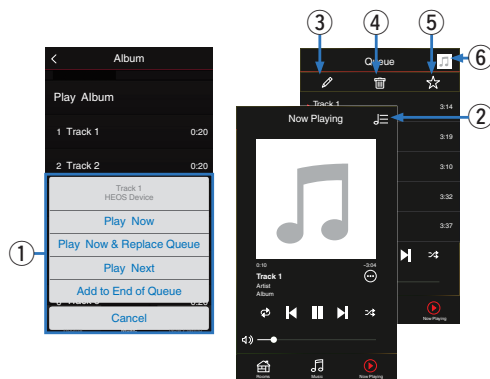 3
4
5
6
2
1
Album
Play Album
1 Track 1 0:20
2 Track 2 0:20
Track 1
HEOS Device
Play Now
Play Now & Replace Queue
Play Next
Add to End of Queue
Cancel
Queue
Track 1 3:14
3:19
3:10
3:32
3:37
Now Playing
Now Playing
0:10 -3:04
Track 1
Artist
Album
Rooms Music Now Playing